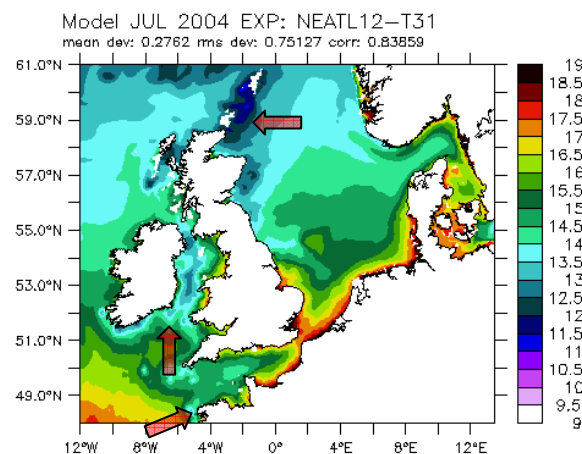 Model JUL 2004 EXP: NEATL12-T31
mean dev: 0.2762 rms dev: 0.75127 corr: 0.83859
61.0°N
59.0°N
57.0°N
55.0°N
53.0°N
51.0°N
49.0°N
12°W 8°W 4°W 0° 4°E 8°E 12°E
19
18.5
18
17.5
17
16.5
16
15.5
15
14.5
14
13.5
13
12.5
12
11.5
11
10.5
10
9.5
9